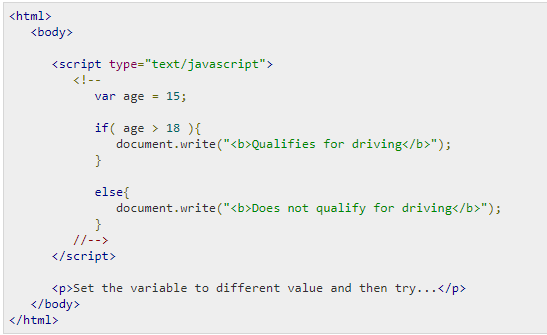 <html>
<body>
<script type="text/javascript">
<!--
var age = 15;
if( age > 18 ){
document.write("<b>Qualifies for driving</b>");
}
else{
document.write("<b>Does not qualify for driving</b>");
}
//-->
</script>
<p>Set the variable to different value and then try...</p>
</body>
</html>